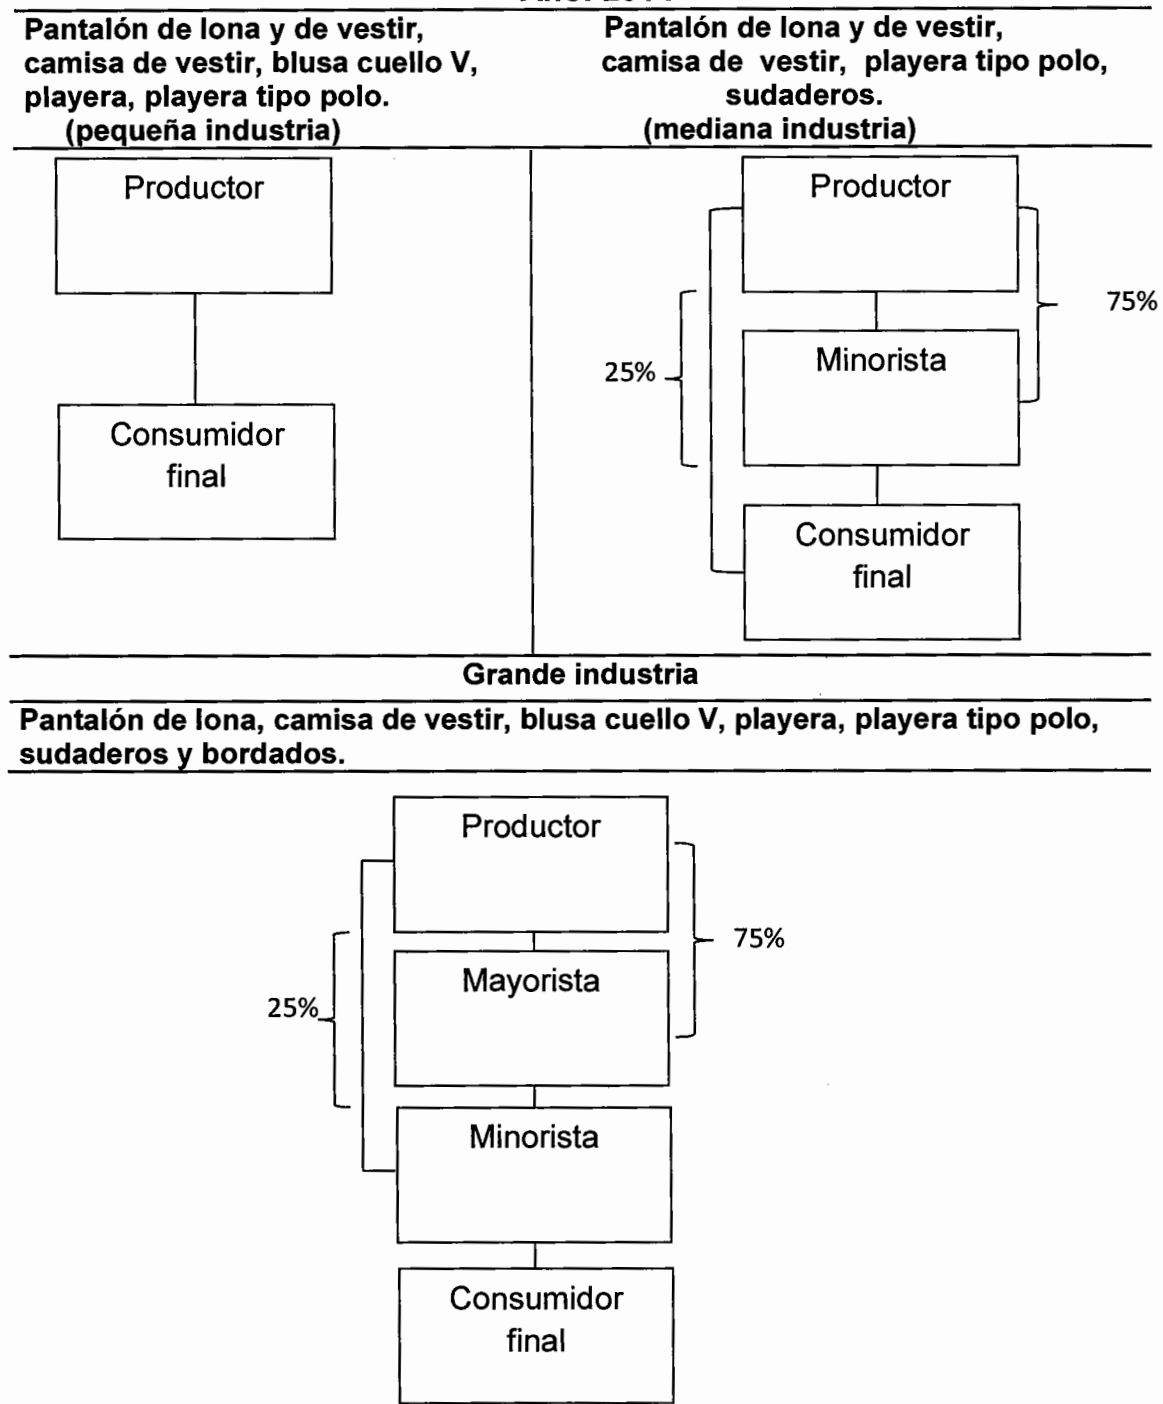 Pantalón de lona y de vestir,
camisa de vestir, blusa cuello V,
playera, playera tipo polo.
(pequeña industria)
Pantalón de lona y de vestir,
camisa de vestir, playera tipo polo,
sudaderos.
(mediana industria)
Productor
Consumidor
final
Productor
75%
Minorista
25%
Consumidor
final
Grande industria
Pantalón de lona, camisa de vestir, blusa cuello V, playera, playera tipo polo,
sudaderos y bordados.
Productor
75%
Mayorista
25%
Minorista
Consumidor
final